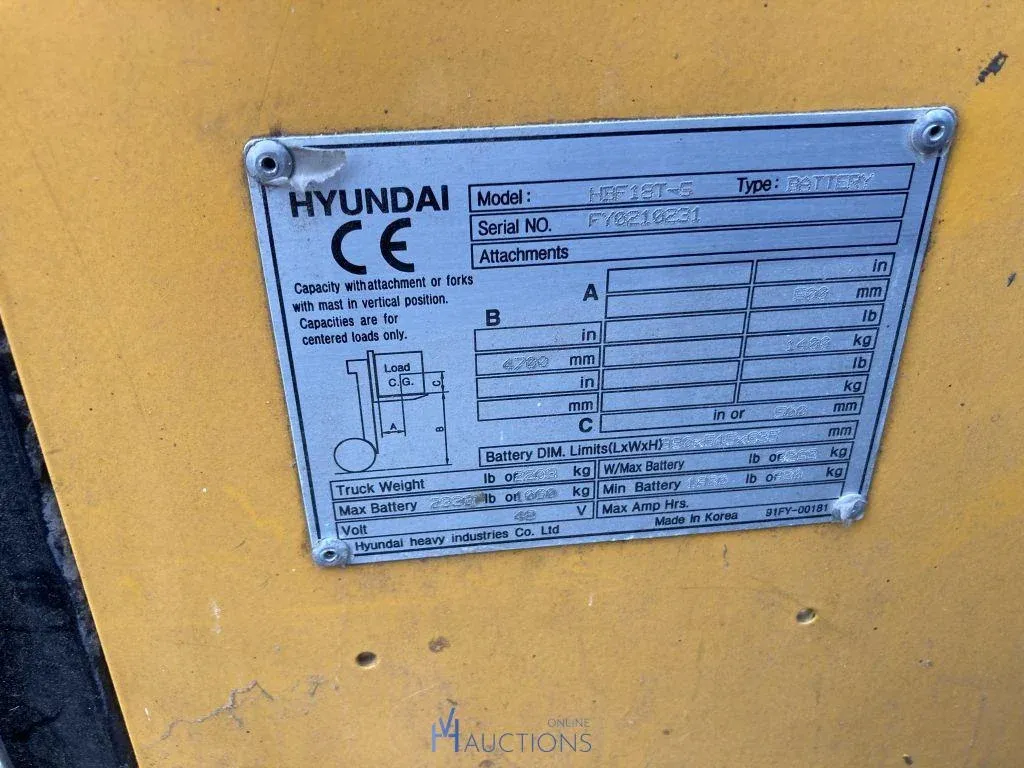 HYUNDAI
CE
Capacity with attachment or forks
with mast in vertical position.
Capacities are for
centered loads only.
Load
C.G.
C
A
B
Model: Type: BATTERY
Serial NO. FY0210231
Attachments
A
in
500 mm
lb
kg
lb
kg
B
in
4700 mm
in
mm
C in or 500 mm
Battery DIM. Limits(LxWxH) mm
Truck Weight lb or kg
W/Max Battery lb or kg
Max Battery lb or kg
Min Battery lb or kg
Volt 48 V
Max Amp Hrs.
Hyundai heavy industries Co. Ltd Made In Korea 91FY-00181
VH ONLINE
AUCTIONS